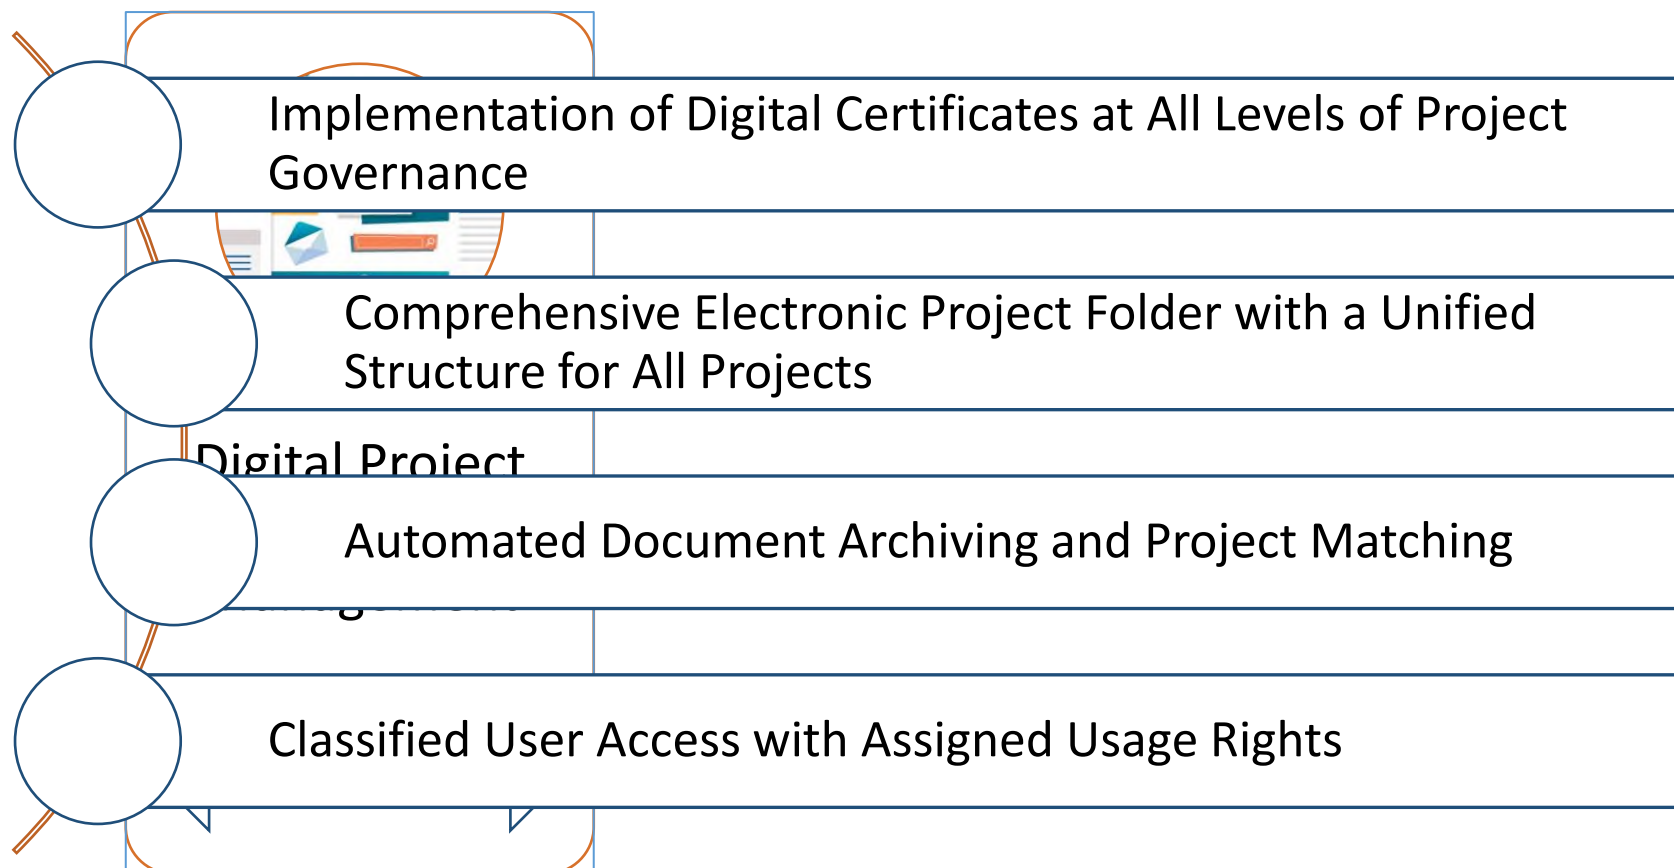 Implementation of Digital Certificates at All Levels of Project
Governance
Comprehensive Electronic Project Folder with a Unified
Structure for All Projects
Digital Project
Automated Document Archiving and Project Matching
Classified User Access with Assigned Usage Rights